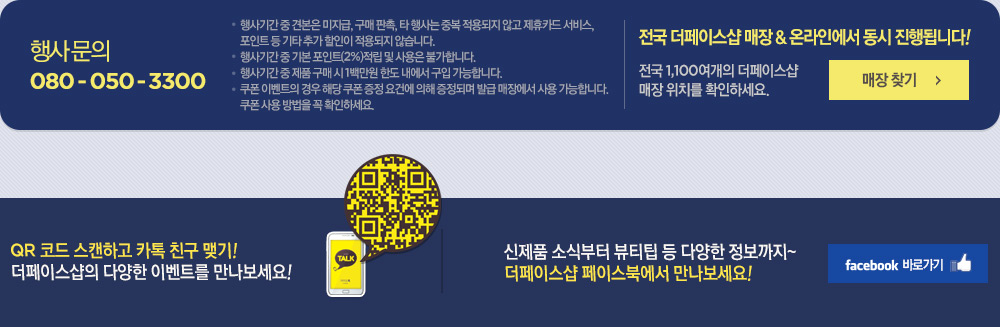 행사문의
080 - 050 - 3300
• 행사기간 중 견본은 미지급, 구매 판촉, 타 행사는 중복 적용되지 않고 제휴카드 서비스,
포인트 등 기타 추가 할인이 적용되지 않습니다.
• 행사기간 중 기본 포인트(2%)적립 및 사용은 불가합니다.
• 행사기간 중 제품 구매 시 1백만원 한도 내에서 구입 가능합니다.
• 쿠폰 이벤트의 경우 해당 쿠폰 증정 요건에 의해 증정되며 발급 매장에서 사용 가능합니다.
쿠폰 사용 방법을 꼭 확인하세요.
전국 더페이스샵 매장 & 온라인에서 동시 진행됩니다!
전국 1,100여개의 더페이스샵
매장 위치를 확인하세요.
매장 찾기 >
QR 코드 스캔하고 카톡 친구 맺기!
더페이스샵의 다양한 이벤트를 만나보세요!
TALK
신제품 소식부터 뷰티팁 등 다양한 정보까지~
더페이스샵 페이스북에서 만나보세요!
facebook 바로가기